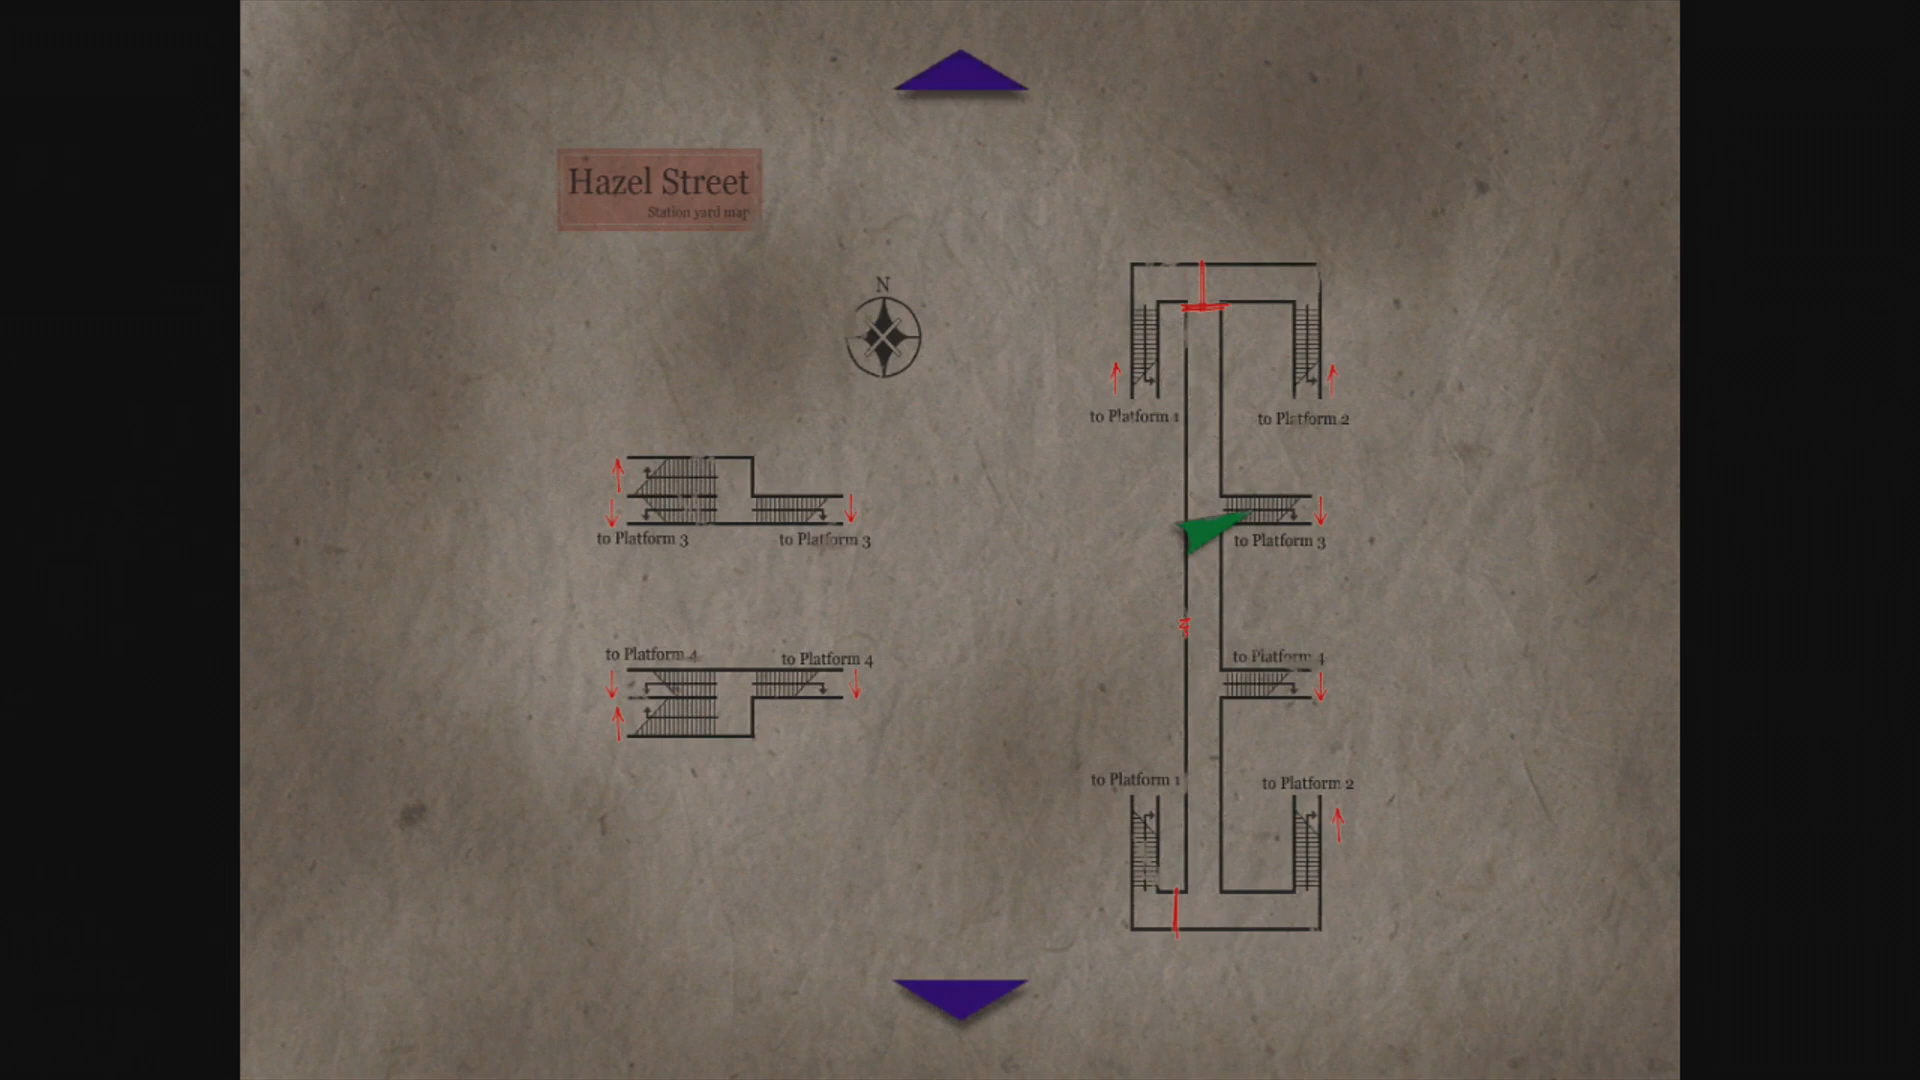 Hazel Street
Station yard map
N
to Platform 1
to Platform 2
to Platform 3
to Platform 3
to Platform 3
to Platform 4
to Platform 4
to Platform 4
to Platform 1
to Platform 2